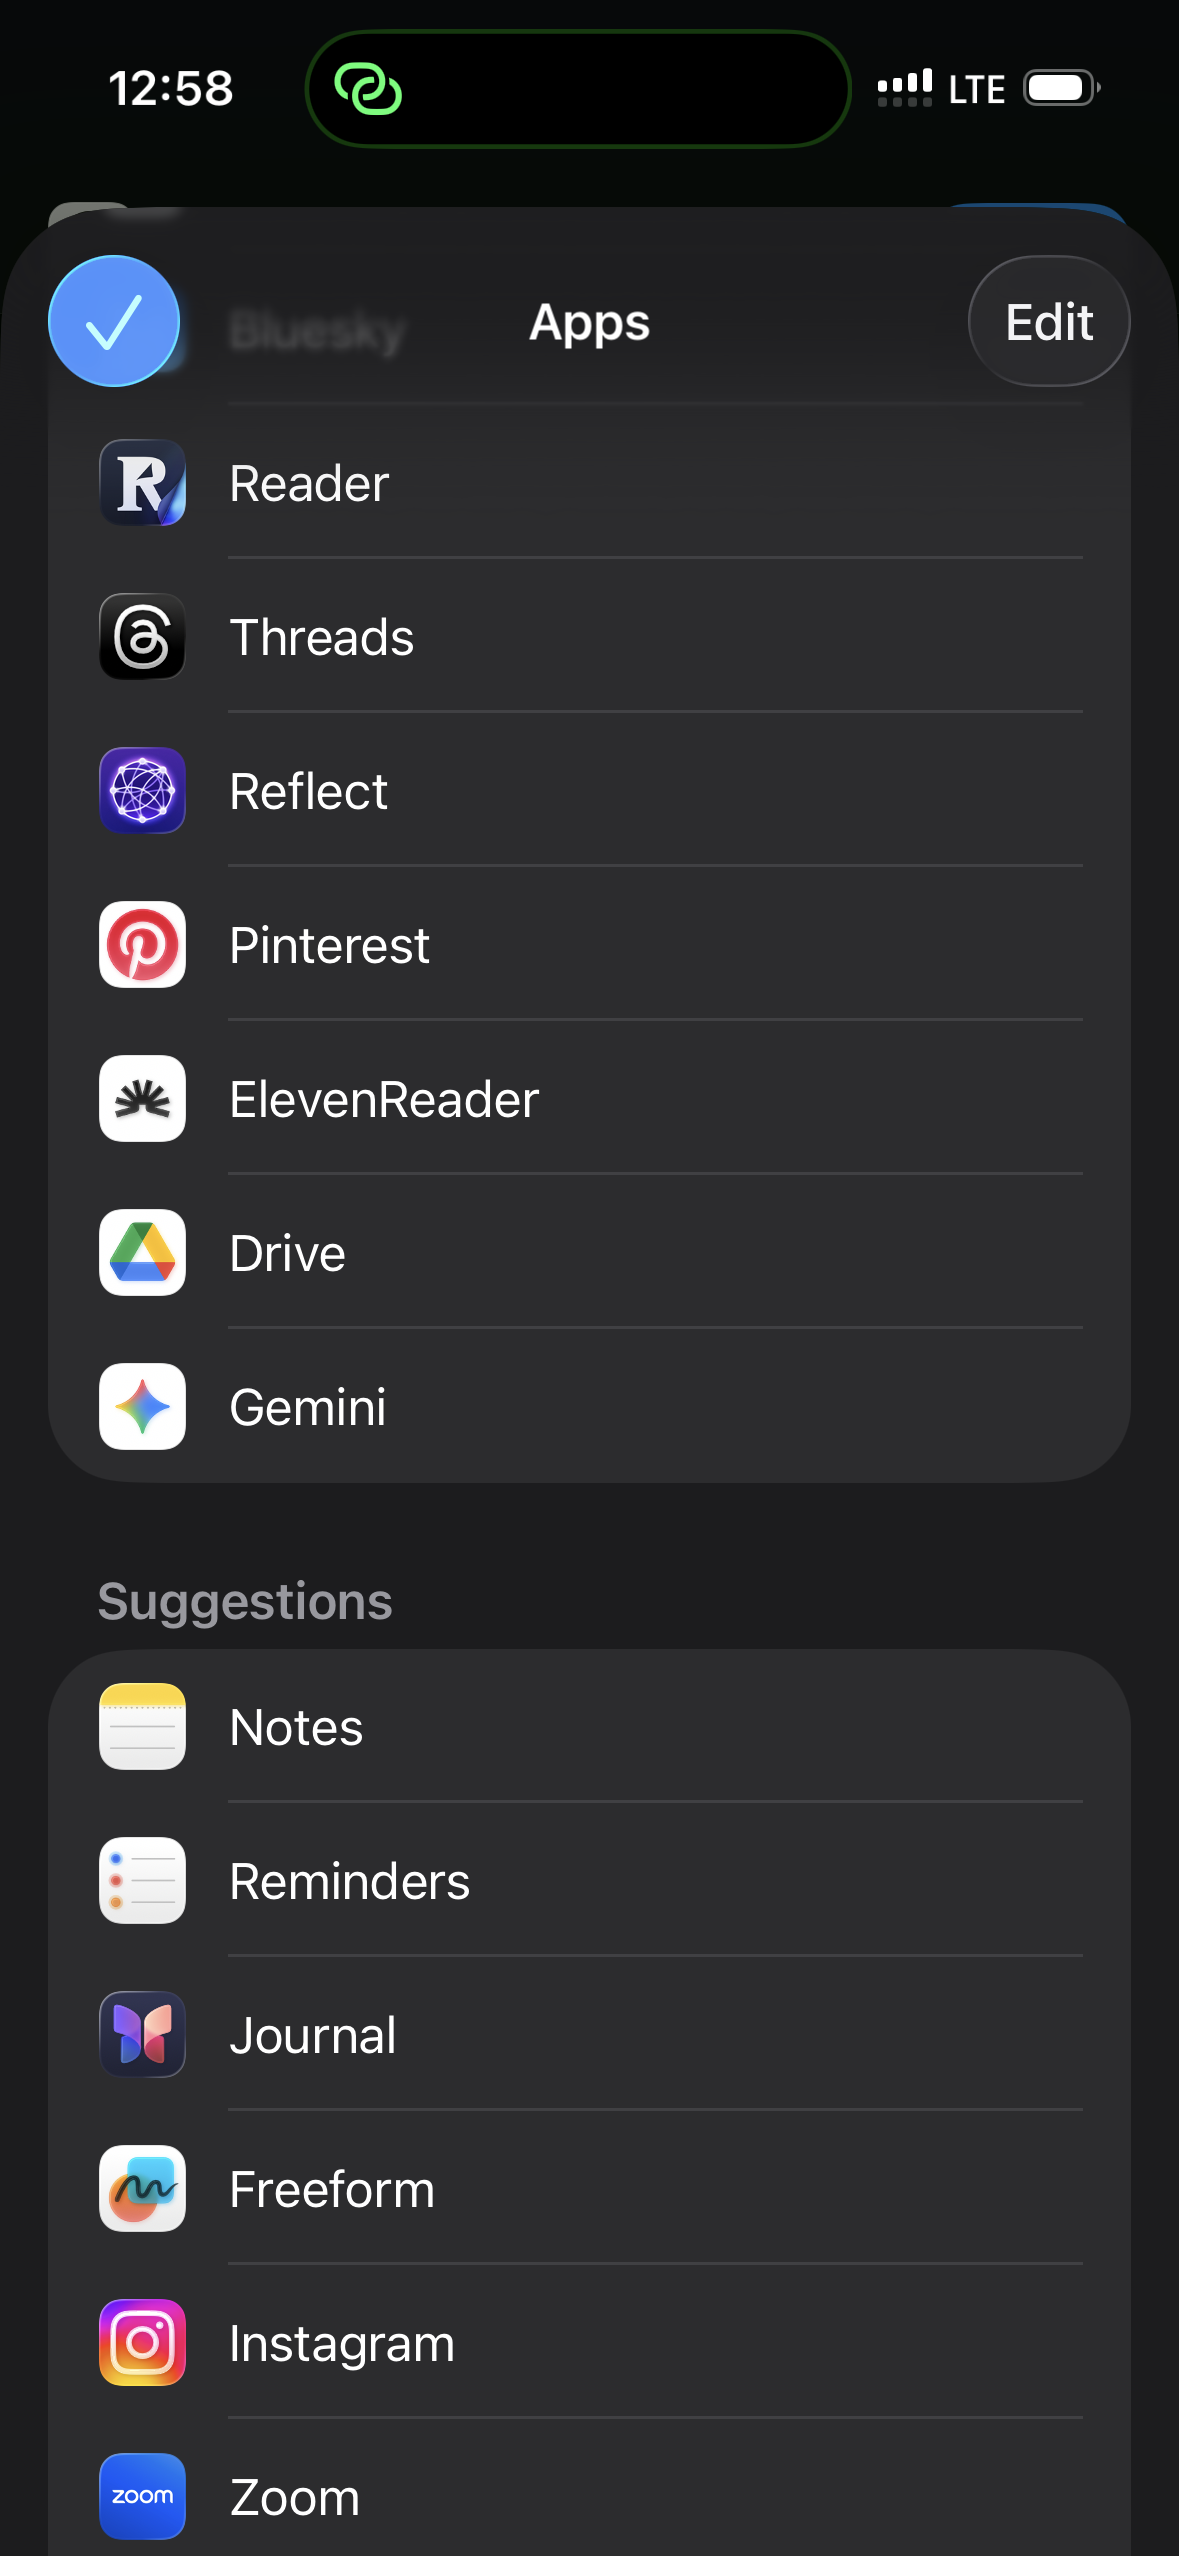 12:58
LTE
Bluesky
Apps
Edit
Reader
Threads
Reflect
Pinterest
ElevenReader
Drive
Gemini
Suggestions
Notes
Reminders
Journal
Freeform
Instagram
zoom
Zoom